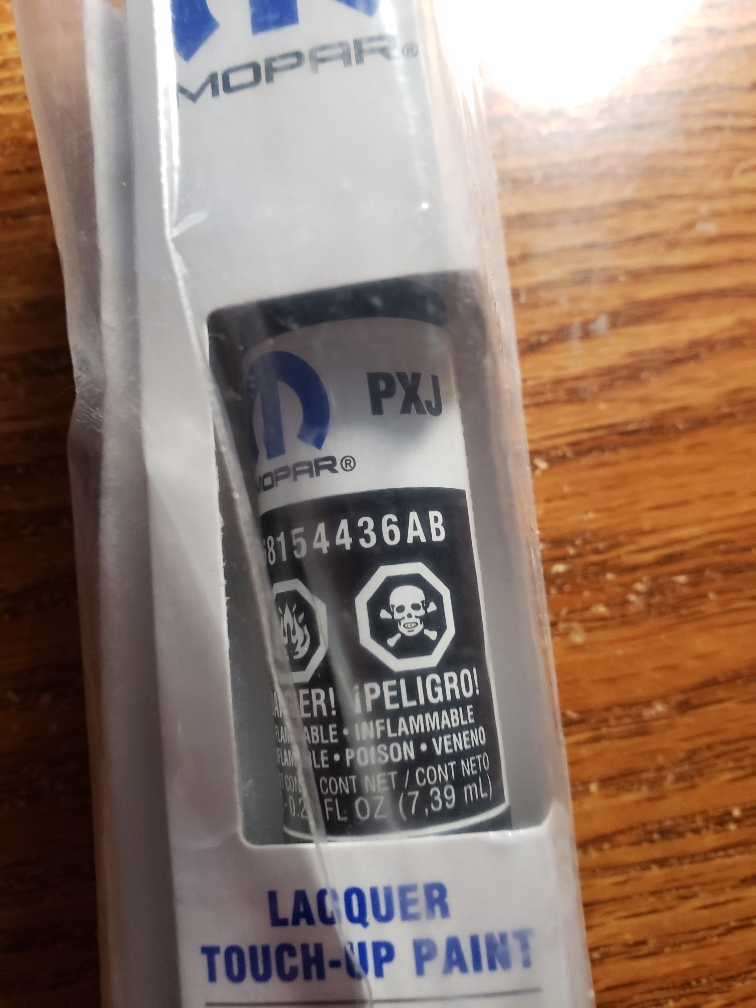 MOPAR®
PXJ
MOPAR®
68154436AB
¡PELIGRO!
• INFLAMMABLE
• POISON • VENENO
CONT NET / CONT NETO
FL OZ (7,39 mL)
LACQUER
TOUCH-UP PAINT